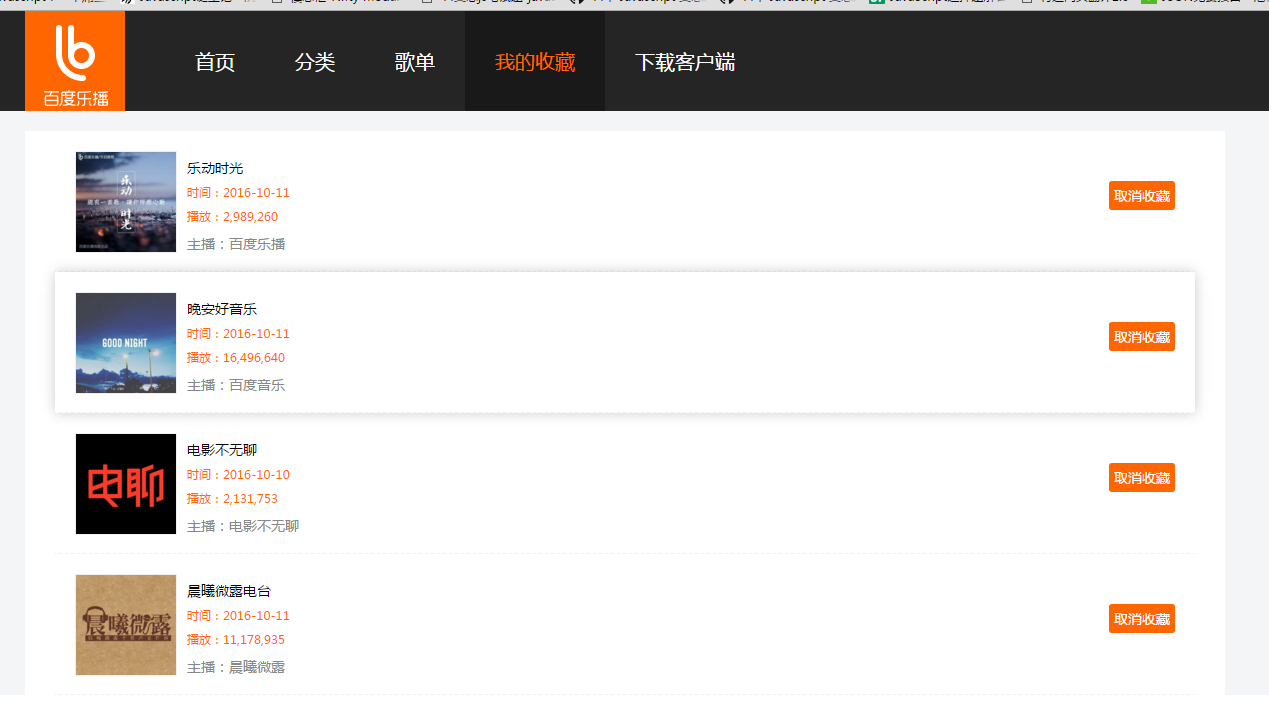 百度乐播
首页
分类
歌单
我的收藏
下载客户端
乐动时光
乐动时光
时间：2016-10-11
播放：2,989,260
主播：百度乐播
取消收藏
GOOD NIGHT
晚安好音乐
时间：2016-10-11
播放：16,496,640
主播：百度音乐
取消收藏
电聊
电影不无聊
时间：2016-10-10
播放：2,131,753
主播：电影不无聊
取消收藏
晨曦微露
晨曦微露电台
时间：2016-10-11
播放：11,178,935
主播：晨曦微露
取消收藏